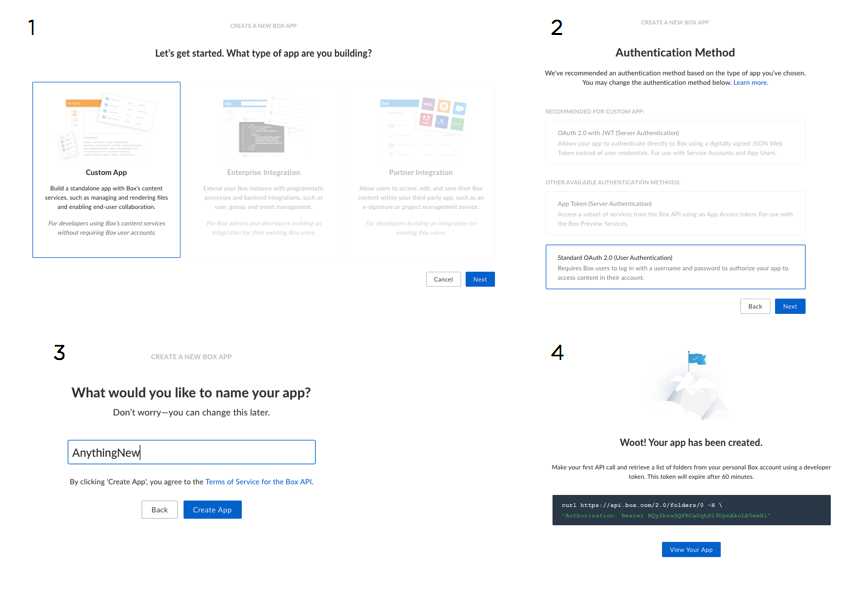 1
CREATE A NEW BOX APP
Let's get started. What type of app are you building?
Custom App
Build a standalone app with Box's content
services, such as managing and rendering files
and enabling end-user collaboration.
For developers using Box's content services
without requiring Box user accounts.
Enterprise Integration
Extend your Box instance with programmatic
processes and backend integrations, such as
user, group, and event management.
For Box admins and developers building an
integration for their existing Box users.
Partner Integration
Allow users to access, edit, and save their Box
content within your third-party app, such as an
e-signature or project management service.
For developers building an integration for
existing Box users.
Cancel
Next
2
CREATE A NEW BOX APP
Authentication Method
We've recommended an authentication method based on the type of app you've chosen.
You may change the authentication method below. Learn more.
RECOMMENDED FOR CUSTOM APP:
OAuth 2.0 with JWT (Server Authentication)
Allows your app to authenticate directly to Box using a digitally signed JSON Web
Token instead of user credentials. For use with Service Accounts and App Users.
OTHER AVAILABLE AUTHENTICATION METHODS:
App Token (Server Authentication)
Access a subset of services from the Box API using an App Access token. For use with
the Box Preview Services.
Standard OAuth 2.0 (User Authentication)
Requires Box users to log in with a username and password to authorize your app to
access content in their account.
Back
Next
3
CREATE A NEW BOX APP
What would you like to name your app?
Don't worry—you can change this later.
AnythingNew
By clicking 'Create App', you agree to the Terms of Service for the Box API.
Back
Create App
4
Woot! Your app has been created.
Make your first API call and retrieve a list of folders from your personal Box account using a developer
token. This token will expire after 60 minutes.
curl https://api.box.com/2.0/folders/0 -H \
"Authorization: Bearer
View Your App